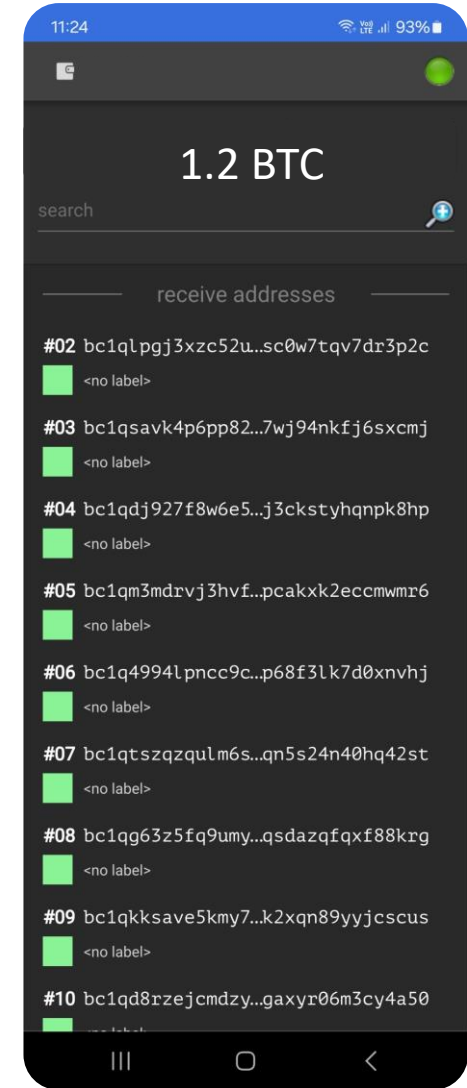 11:24 Vo)) LTE 93%
1.2 BTC
search
receive addresses
#02 bc1qlpgj3xzc52u…sc0w7tqv7dr3p2c
<no label>
#03 bc1qsavk4p6pp82…7wj94nkfj6sxcmj
<no label>
#04 bc1qdj927f8w6e5…j3ckstyhqnpk8hp
<no label>
#05 bc1qm3mdrvj3hvf…pcakxk2eccmwmr6
<no label>
#06 bc1q4994lpncc9c…p68f3lk7d0xnvhj
<no label>
#07 bc1qtszqzqulm6s…qn5s24n40hq42st
<no label>
#08 bc1qg63z5fq9umy…qsdazqfqxf88krg
<no label>
#09 bc1qkksave5kmy7…k2xqn89yyjcscus
<no label>
#10 bc1qd8rzejcmdzy…gaxyr06m3cy4a50